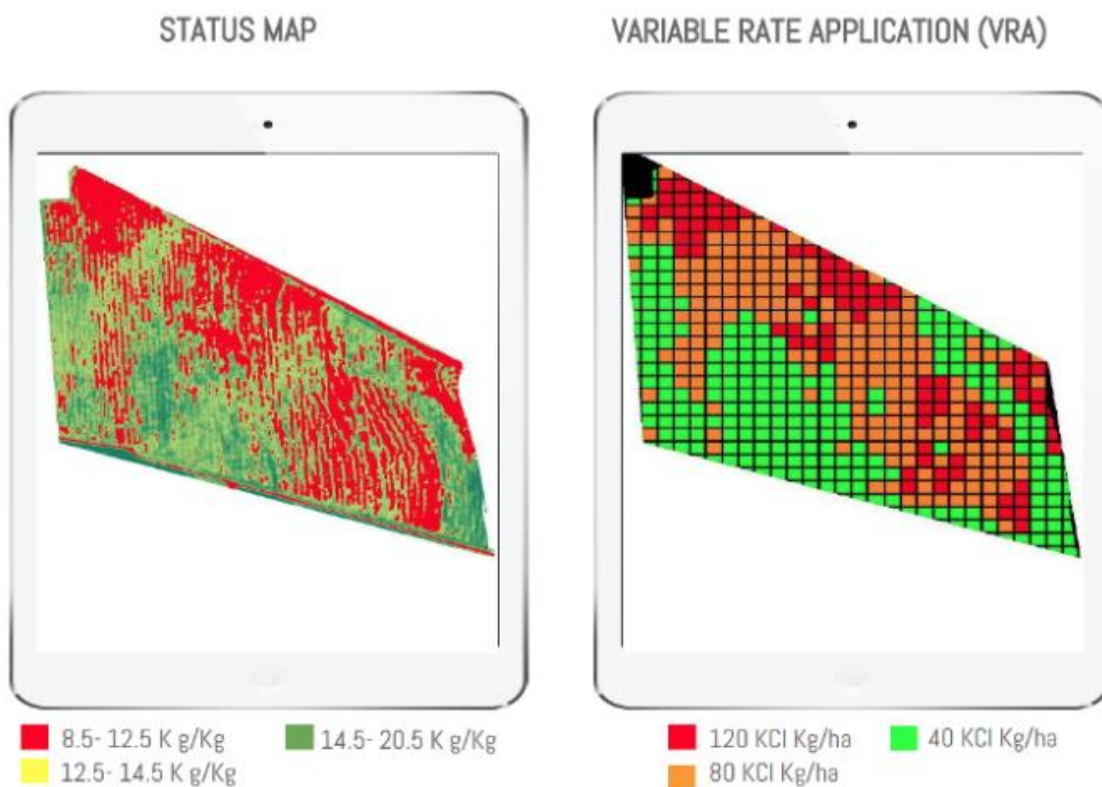 STATUS MAP
VARIABLE RATE APPLICATION (VRA)
8.5- 12.5 K g/Kg
14.5- 20.5 K g/Kg
12.5- 14.5 K g/Kg
120 KCl Kg/ha
40 KCl Kg/ha
80 KCl Kg/ha